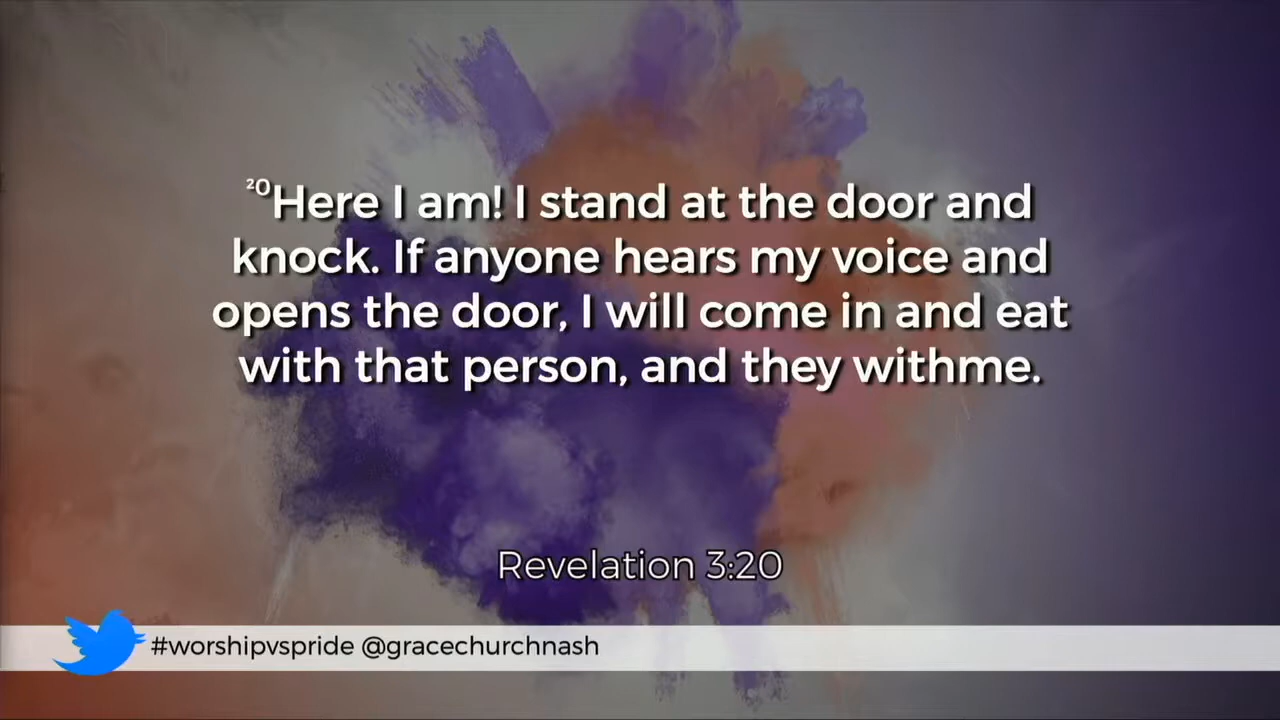 ²⁰Here I am! I stand at the door and
knock. If anyone hears my voice and
opens the door, I will come in and eat
with that person, and they withme.
Revelation 3:20
#worshipvspride @gracechurchnash